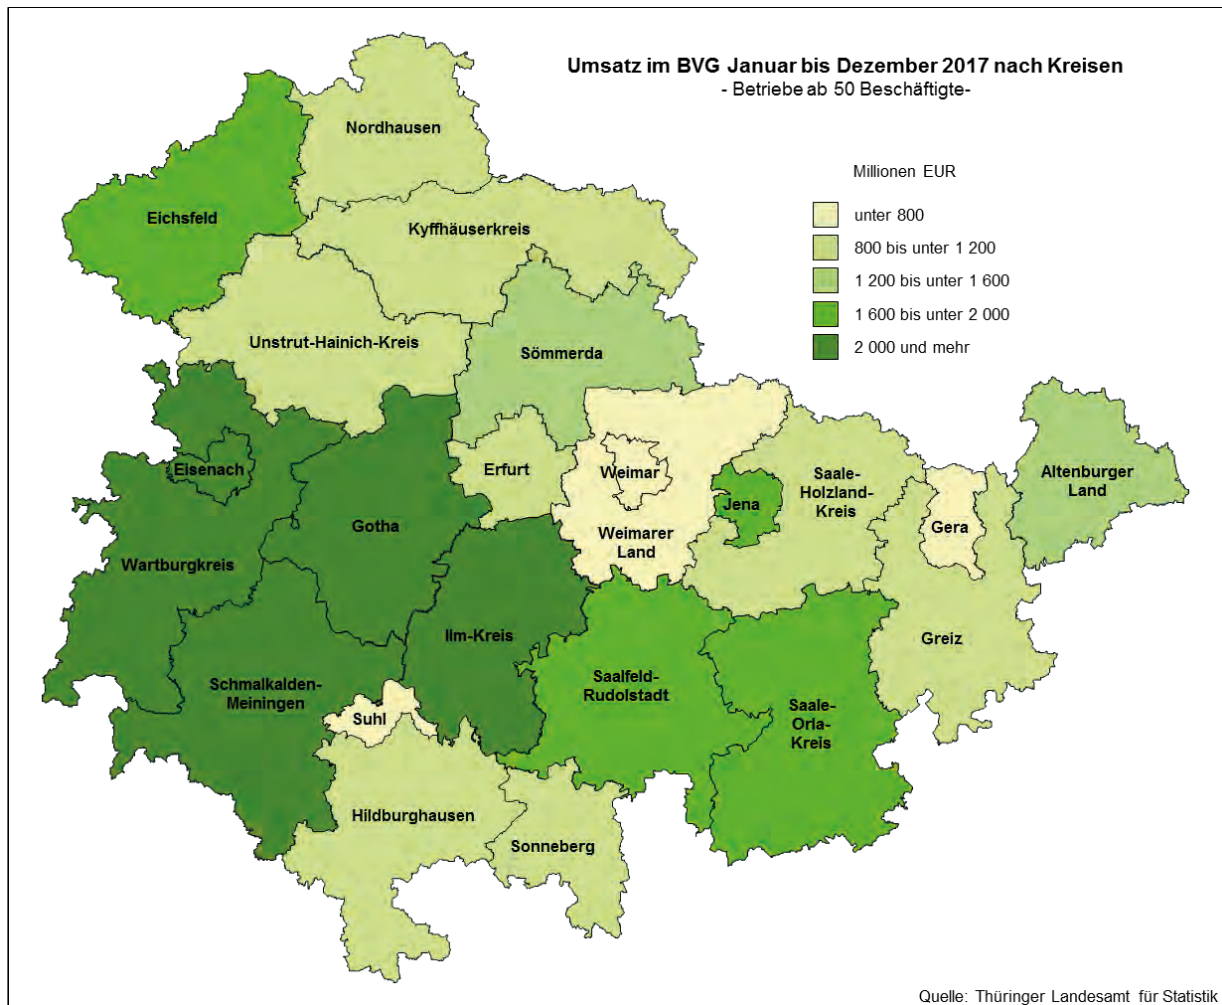 Umsatz im BVG Januar bis Dezember 2017 nach Kreisen
- Betriebe ab 50 Beschäftigte-
Millionen EUR
unter 800
800 bis unter 1 200
1 200 bis unter 1 600
1 600 bis unter 2 000
2 000 und mehr
Nordhausen
Eichsfeld
Kyffhäuserkreis
Unstrut-Hainich-Kreis
Sömmerda
Eisenach
Erfurt
Weimar
Saale-
Holzland-
Kreis
Altenburger
Land
Jena
Gotha
Weimarer
Land
Gera
Wartburgkreis
Ilm-Kreis
Greiz
Schmalkalden-
Meiningen
Saalfeld-
Rudolstadt
Suhl
Saale-
Orla-
Kreis
Hildburghausen
Sonneberg
Quelle: Thüringer Landesamt für Statistik